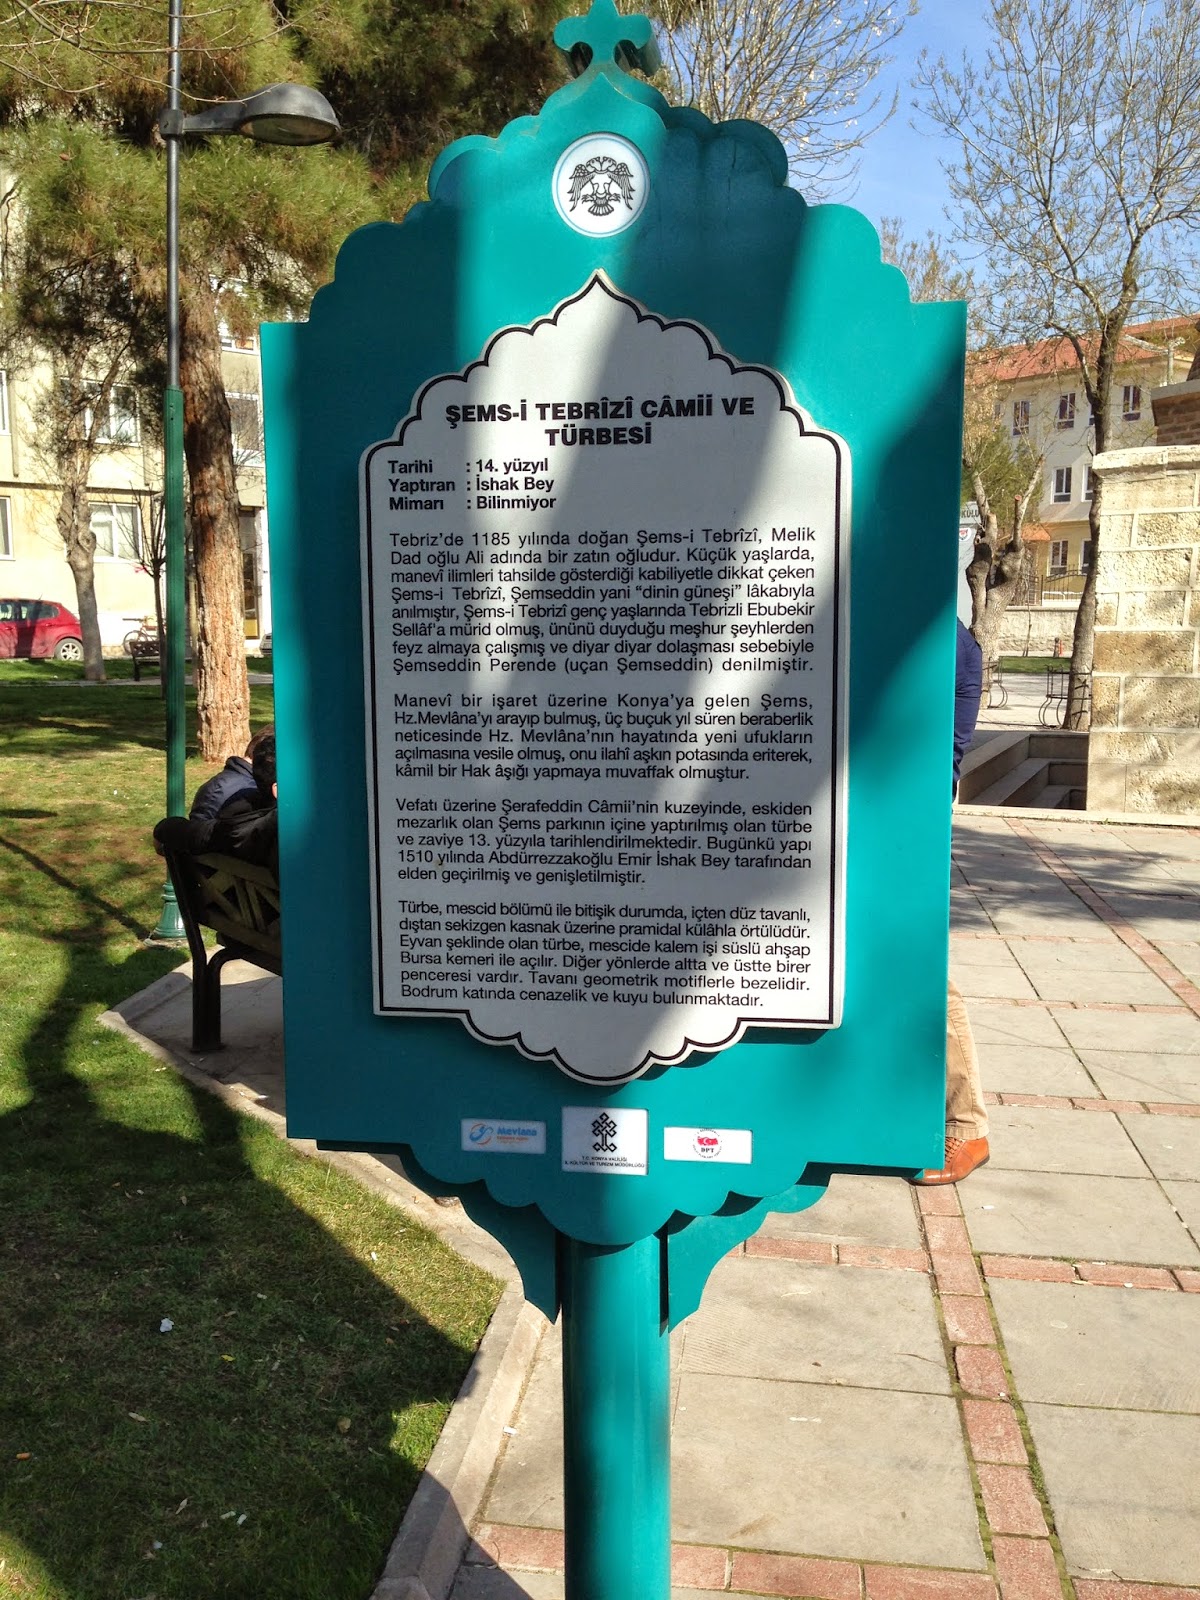 ŞEMS-İ TEBRÎZÎ CÂMİİ VE
TÜRBESİ
Tarihi : 14. yüzyıl
Yaptıran : İshak Bey
Mimarı : Bilinmiyor
Tebriz'de 1185 yılında doğan Şems-i Tebrîzî, Melik
Dad oğlu Ali adında bir zatın oğludur. Küçük yaşlarda,
manevî ilimleri tahsilde gösterdiği kabiliyetle dikkat çeken
Şems-i Tebrîzî, Şemseddin yani "dinin güneşi" lâkabıyla
anılmıştır, Şems-i Tebrizî genç yaşlarında Tebrizli Ebubekir
Sellâf'a mürid olmuş, ününü duyduğu meşhur şeyhlerden
feyz almaya çalışmış ve diyar diyar dolaşması sebebiyle
Şemseddin Perende (uçan Şemseddin) denilmiştir.
Manevî bir işaret üzerine Konya'ya gelen Şems,
Hz.Mevlâna'yı arayıp bulmuş, üç buçuk yıl süren beraberlik
neticesinde Hz. Mevlâna'nın hayatında yeni ufukların
açılmasına vesile olmuş, onu ilahî aşkın potasında eriterek,
kâmil bir Hak âşığı yapmaya muvaffak olmuştur.
Vefatı üzerine Şerafeddin Câmii'nin kuzeyinde, eskiden
mezarlık olan Şems parkının içine yaptırılmış olan türbe
ve zaviye 13. yüzyıla tarihlendirilmektedir. Bugünkü yapı
1510 yılında Abdürrezzakoğlu Emir İshak Bey tarafından
elden geçirilmiş ve genişletilmiştir.
Türbe, mescid bölümü ile bitişik durumda, içten düz tavanlı,
dıştan sekizgen kasnak üzerine pramidal külâhla örtülüdür.
Eyvan şeklinde olan türbe, mescide kalem işi süslü ahşap
Bursa kemeri ile açılır. Diğer yönlerde altta ve üstte birer
penceresi vardır. Tavanı geometrik motiflerle bezelidir.
Bodrum katında cenazelik ve kuyu bulunmaktadır.
Mevlana
T.C. KONYA VALİLİĞİ
İL KÜLTÜR VE TURİZM MÜDÜRLÜĞÜ
DPT